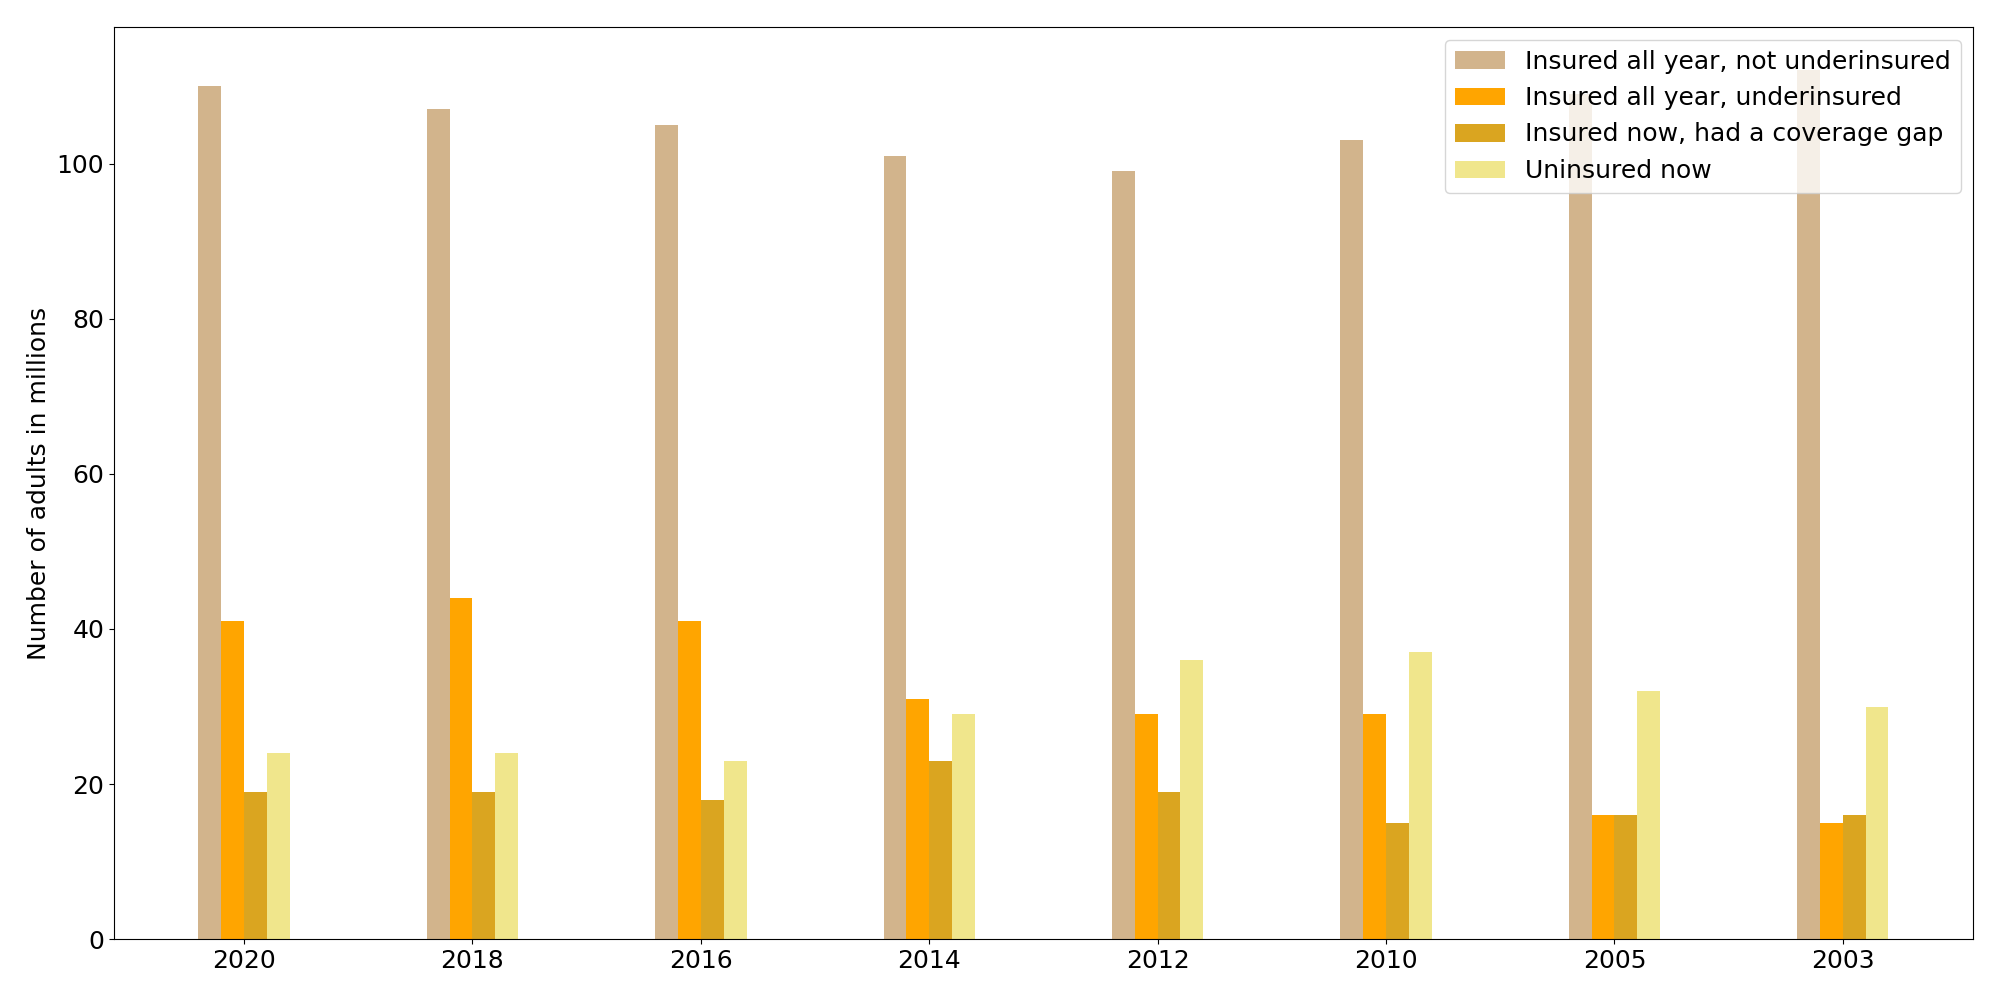 Insured all year, not underinsured
Insured all year, underinsured
Insured now, had a coverage gap
Uninsured now
Number of adults in millions
100
80
60
40
20
0
2020 2018 2016 2014 2012 2010 2005 2003